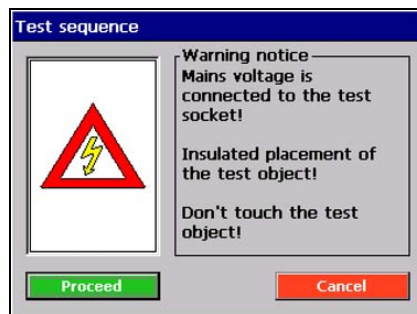 Test sequence
Warning notice
Mains voltage is
connected to the test
socket!
Insulated placement of
the test object!
Don't touch the test
object!
Proceed
Cancel